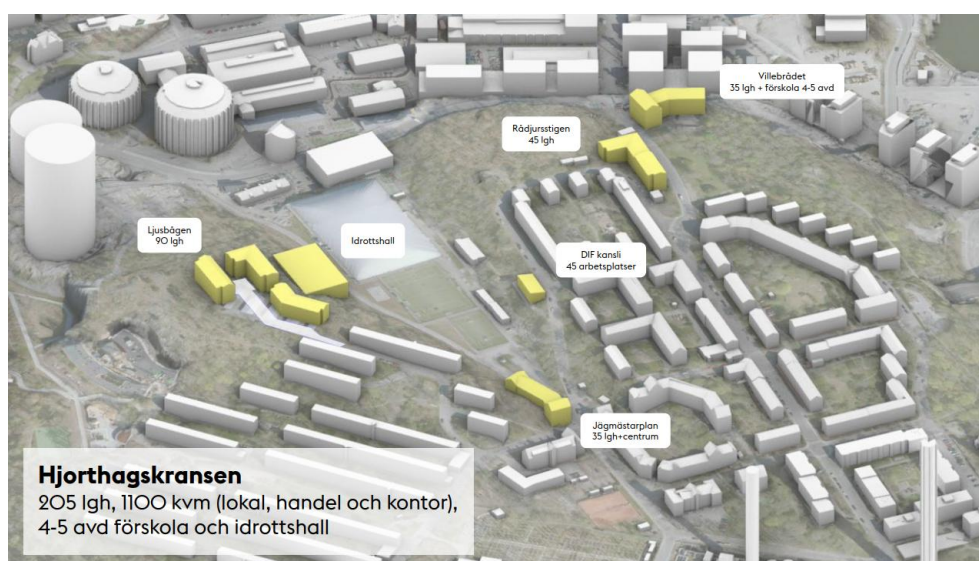 Villebrådet
35 lgh + förskola 4-5 avd
Rådjursstigen
45 lgh
Ljusbågen
90 lgh
Idrottshall
DIF kansli
45 arbetsplatser
Jägmästarplan
35 lgh+centrum
Hjorthagskransen
205 lgh, 1100 kvm (lokal, handel och kontor),
4-5 avd förskola och idrottshall